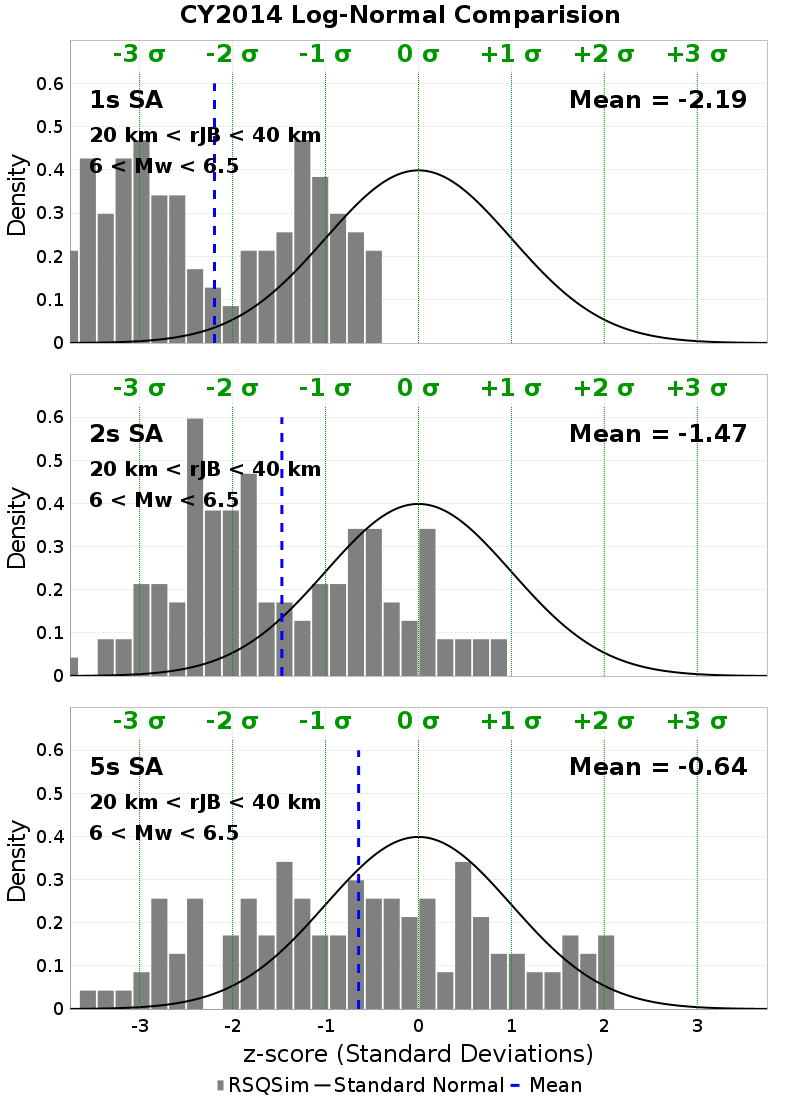 CY2014 Log-Normal Comparision
-3 σ -2 σ -1 σ 0 σ +1 σ +2 σ +3 σ
0.6
1s SA Mean = -2.19
0.5
20 km < rJB < 40 km
6 < Mw < 6.5
0.4
0.3
0.2
0.1
0
Density
-3 σ -2 σ -1 σ 0 σ +1 σ +2 σ +3 σ
0.6
2s SA Mean = -1.47
0.5
20 km < rJB < 40 km
6 < Mw < 6.5
0.4
0.3
0.2
0.1
0
Density
-3 σ -2 σ -1 σ 0 σ +1 σ +2 σ +3 σ
0.6
5s SA Mean = -0.64
0.5
20 km < rJB < 40 km
6 < Mw < 6.5
0.4
0.3
0.2
0.1
0
Density
-3 -2 -1 0 1 2 3
z-score (Standard Deviations)
RSQSim Standard Normal Mean